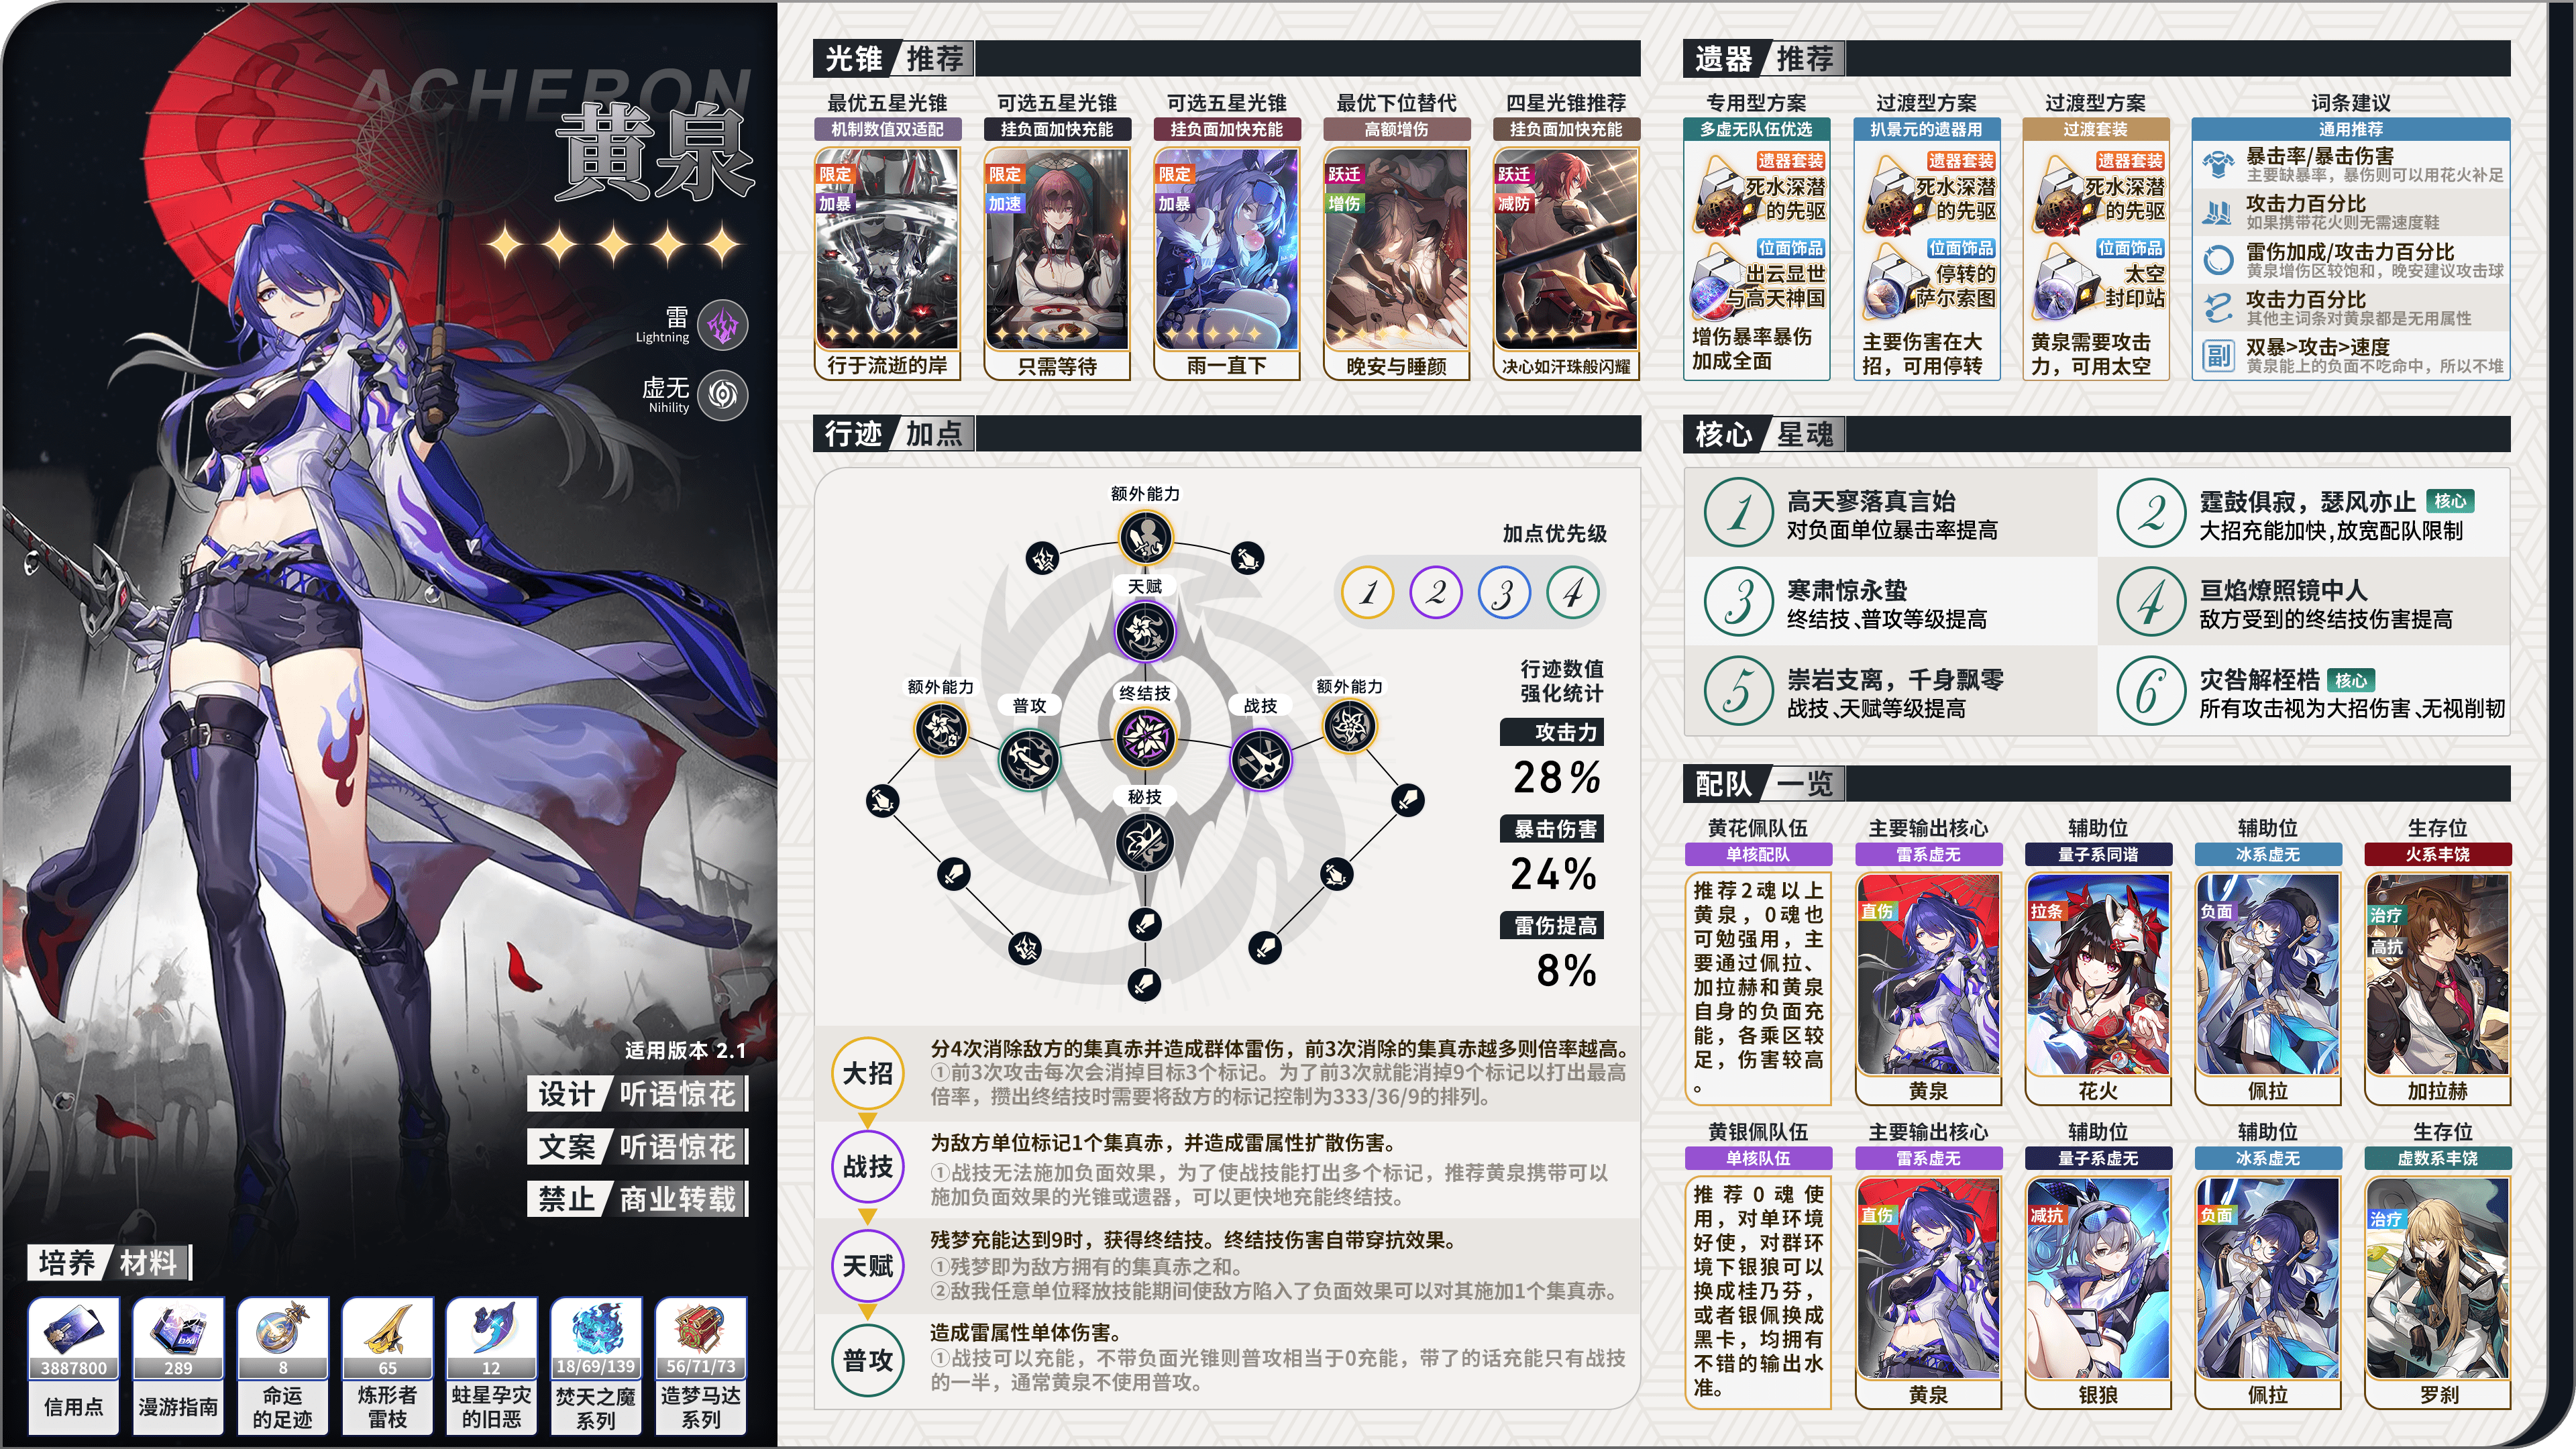 ACHERON
黄泉
雷
Lightning
虚无
Nihility
适用版本 2.1
设计 听语惊花
文案 听语惊花
禁止 商业转载
培养 材料
3887800
信用点
289
漫游指南
8
命运
的足迹
65
炼形者
雷枝
12
蛀星孕灾
的旧恶
18/69/139
焚天之魔
系列
56/71/73
造梦马达
系列
光锥 推荐
最优五星光锥
机制数值双适配
限定
加暴
行于流逝的岸
可选五星光锥
挂负面加快充能
限定
加速
只需等待
可选五星光锥
挂负面加快充能
限定
加暴
雨一直下
最优下位替代
高额增伤
跃迁
增伤
晚安与睡颜
四星光锥推荐
挂负面加快充能
跃迁
减防
决心如汗珠般闪耀
行迹 加点
额外能力
天赋
额外能力
普攻
终结技
战技
额外能力
秘技
加点优先级
1 2 3 4
行迹数值
强化统计
攻击力
28%
暴击伤害
24%
雷伤提高
8%
大招
分4次消除敌方的集真赤并造成群体雷伤，前3次消除的集真赤越多则倍率越高。
①前3次攻击每次会消掉目标3个标记。为了前3次就能消掉9个标记以打出最高
倍率，攒出终结技时需要将敌方的标记控制为333/36/9的排列。
战技
为敌方单位标记1个集真赤，并造成雷属性扩散伤害。
①战技无法施加负面效果，为了使战技能打出多个标记，推荐黄泉携带可以
施加负面效果的光锥或遗器，可以更快地充能终结技。
天赋
残梦充能达到9时，获得终结技。终结技伤害自带穿抗效果。
①残梦即为敌方拥有的集真赤之和。
②敌我任意单位释放技能期间使敌方陷入了负面效果可以对其施加1个集真赤。
普攻
造成雷属性单体伤害。
①战技可以充能，不带负面光锥则普攻相当于0充能，带了的话充能只有战技
的一半，通常黄泉不使用普攻。
遗器 推荐
专用型方案
多虚无队伍优选
遗器套装
死水深潜
的先驱
位面饰品
出云显世
与高天神国
增伤暴率暴伤
加成全面
过渡型方案
扒景元的遗器用
遗器套装
死水深潜
的先驱
位面饰品
停转的
萨尔索图
主要伤害在大
招，可用停转
过渡型方案
过渡套装
遗器套装
死水深潜
的先驱
位面饰品
太空
封印站
黄泉需要攻击
力，可用太空
词条建议
通用推荐
暴击率/暴击伤害
主要缺暴率，暴伤则可以用花火补足
攻击力百分比
如果携带花火则无需速度鞋
雷伤加成/攻击力百分比
黄泉增伤区较饱和，晚安建议攻击球
攻击力百分比
其他主词条对黄泉都是无用属性
副
双暴>攻击>速度
黄泉能上的负面不吃命中，所以不堆
核心 星魂
1
高天寥落真言始
对负面单位暴击率提高
2
霆鼓俱寂，瑟风亦止 核心
大招充能加快,放宽配队限制
3
寒肃惊永蛰
终结技、普攻等级提高
4
亘焰燎照镜中人
敌方受到的终结技伤害提高
5
崇岩支离，千身飘零
战技、天赋等级提高
6
灾咎解桎梏 核心
所有攻击视为大招伤害、无视削韧
配队 一览
黄花佩队伍
单核配队
推荐2魂以上
黄泉，0魂也
可勉强用，主
要通过佩拉、
加拉赫和黄泉
自身的负面充
能，各乘区较
足，伤害较高
。
主要输出核心
雷系虚无
直伤
黄泉
辅助位
量子系同谐
拉条
花火
辅助位
冰系虚无
负面
佩拉
生存位
火系丰饶
治疗
高抗
加拉赫
黄银佩队伍
单核队伍
推荐0魂使
用，对单环境
好使，对群环
境下银狼可以
换成桂乃芬，
或者银佩换成
黑卡，均拥有
不错的输出水
准。
主要输出核心
雷系虚无
直伤
黄泉
辅助位
量子系虚无
减抗
银狼
辅助位
冰系虚无
负面
佩拉
生存位
虚数系丰饶
治疗
罗刹